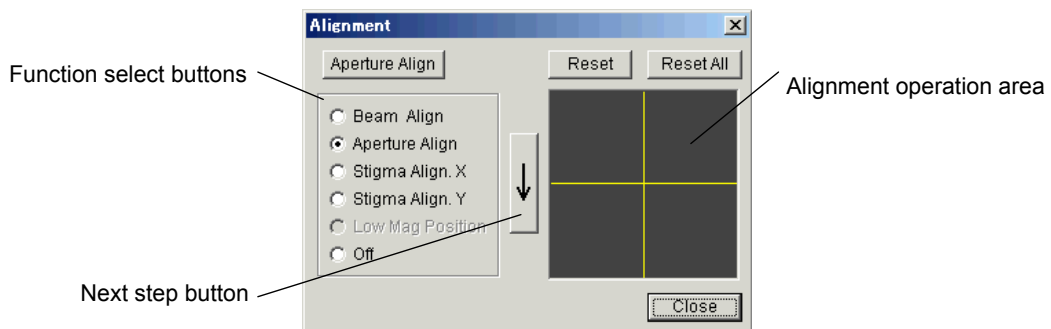 Alignment
Aperture Align
Reset
Reset All
Function select buttons
Alignment operation area
Beam Align
Aperture Align
Stigma Align. X
Stigma Align. Y
Low Mag Position
Off
Next step button
Close